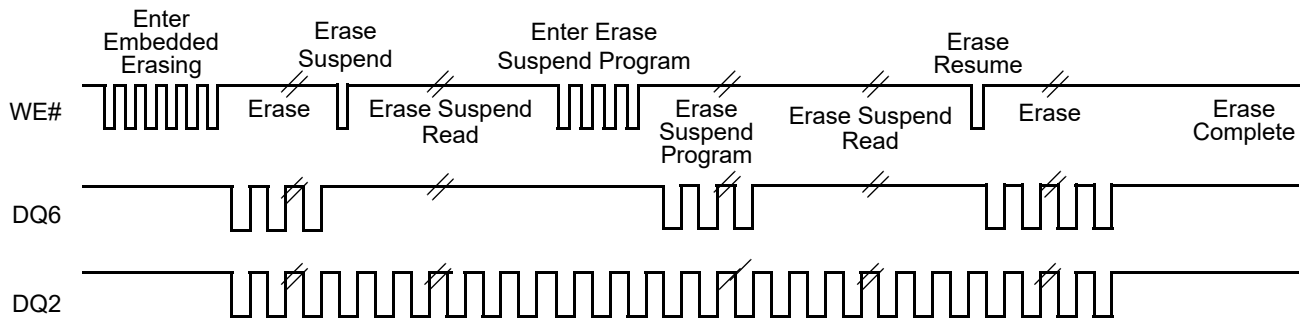 Enter
Embedded
Erasing
Erase
Suspend
Enter Erase
Suspend Program
Erase
Resume
WE#
Erase
Erase Suspend
Read
Erase
Suspend
Program
Erase Suspend
Read
Erase
Erase
Complete
DQ6
DQ2